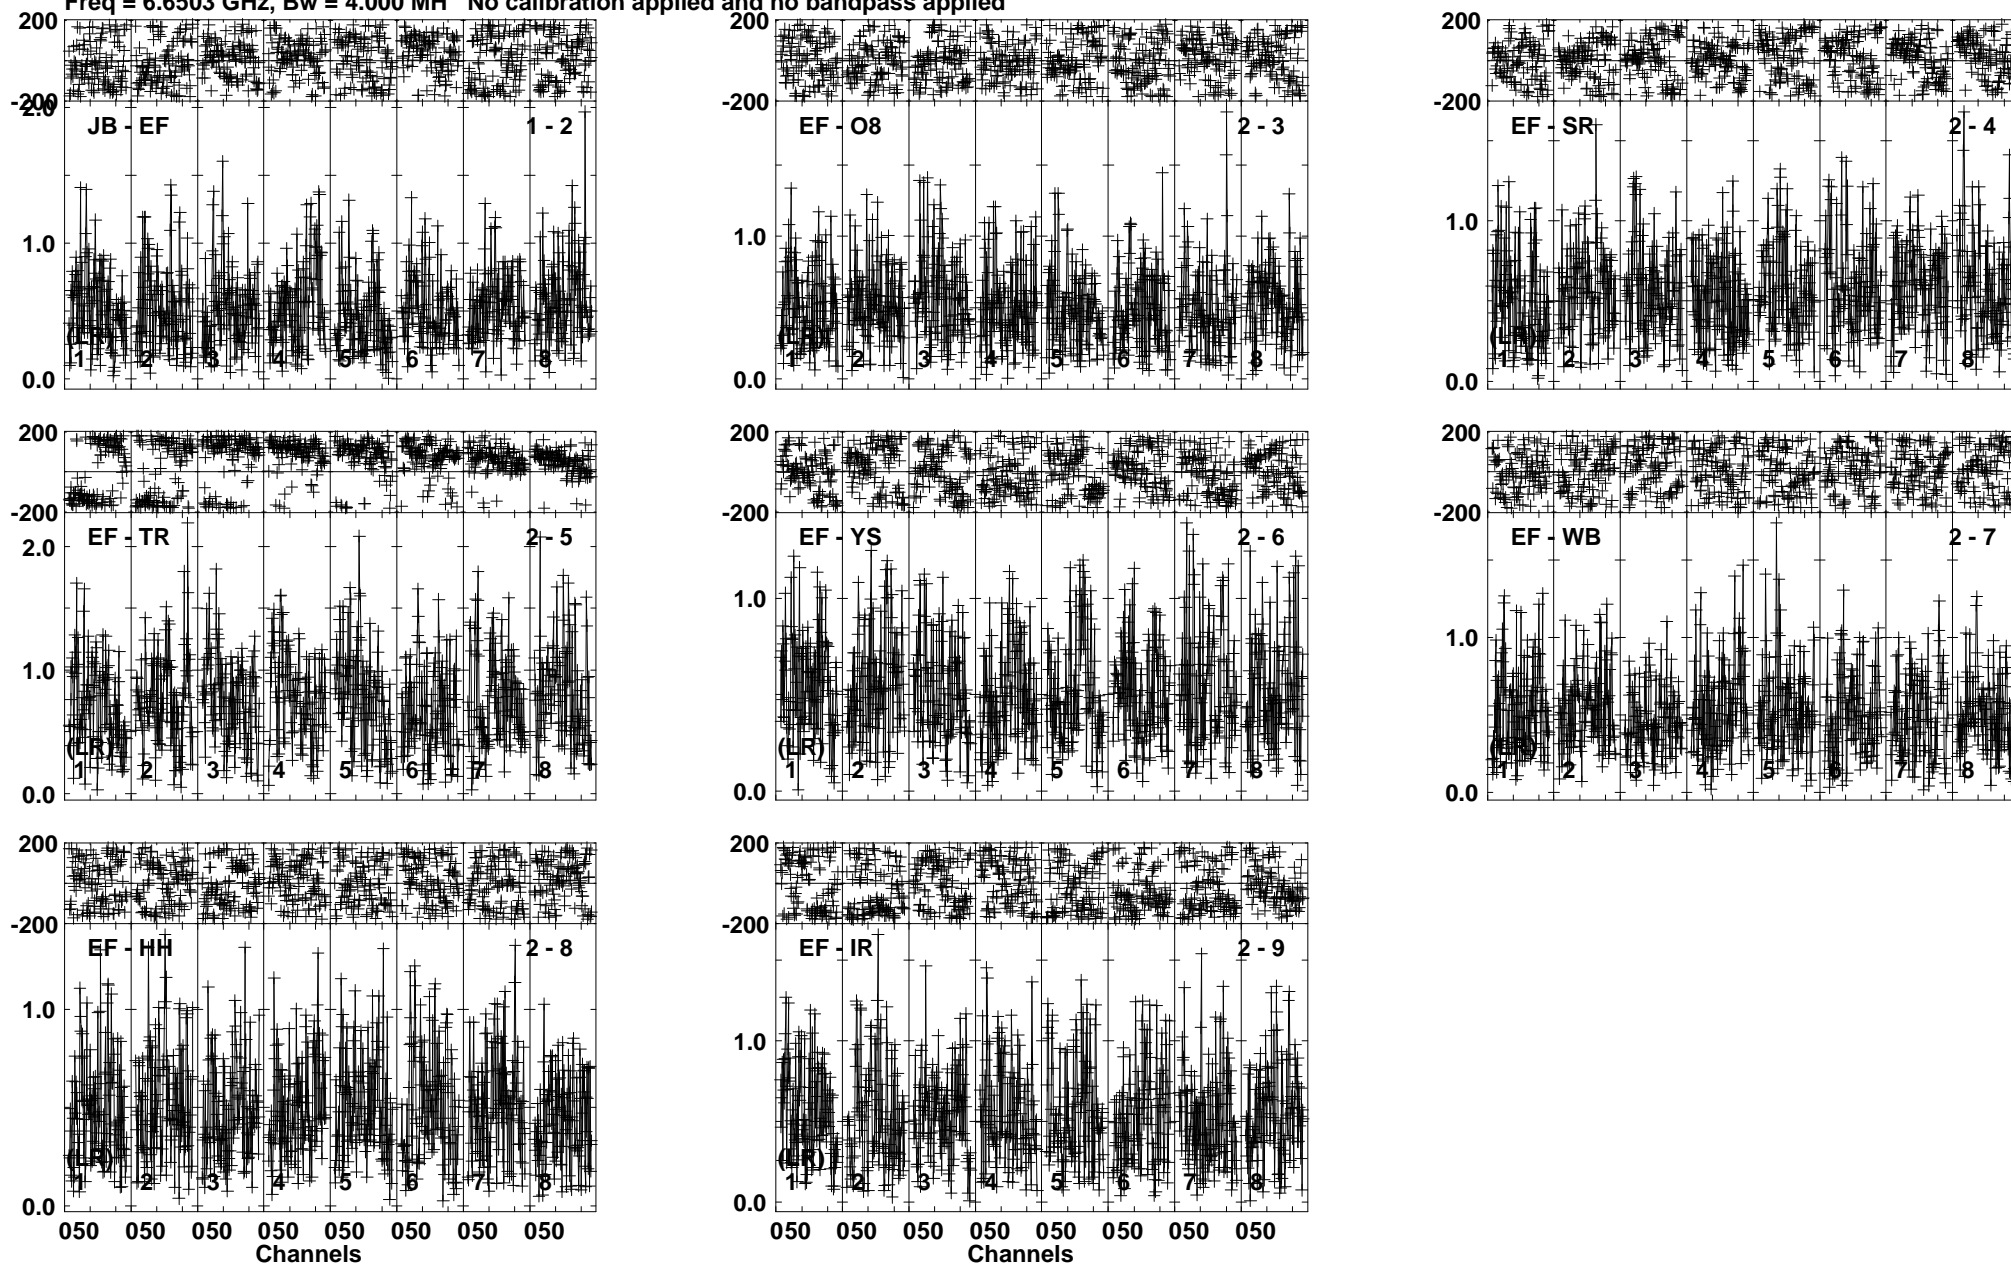 Freq = 6.6503 GHz, Bw = 4.000 MH No calibration applied and no bandpass applied
200
-200
2.0
1.0
0.0
JB - EF
1 - 2
(LR)
1 2 3 4 5 6 7 8
200
-200
1.0
0.0
EF - O8
2 - 3
(LR)
1 2 3 4 5 6 7 8
200
-200
1.0
0.0
EF - SR
2 - 4
(LR)
1 2 3 4 5 6 7 8
200
-200
2.0
1.0
0.0
EF - TR
2 - 5
(LR)
1 2 3 4 5 6 7 8
200
-200
1.0
0.0
EF - YS
2 - 6
(LR)
1 2 3 4 5 6 7 8
200
-200
1.0
0.0
EF - WB
2 - 7
(LR)
1 2 3 4 5 6 7 8
200
-200
1.0
0.0
EF - HH
2 - 8
(LR)
1 2 3 4 5 6 7 8
050 050 050 050 050 050 050 050
Channels
200
-200
1.0
0.0
EF - IR
2 - 9
(LR)
1 2 3 4 5 6 7 8
050 050 050 050 050 050 050 050
Channels